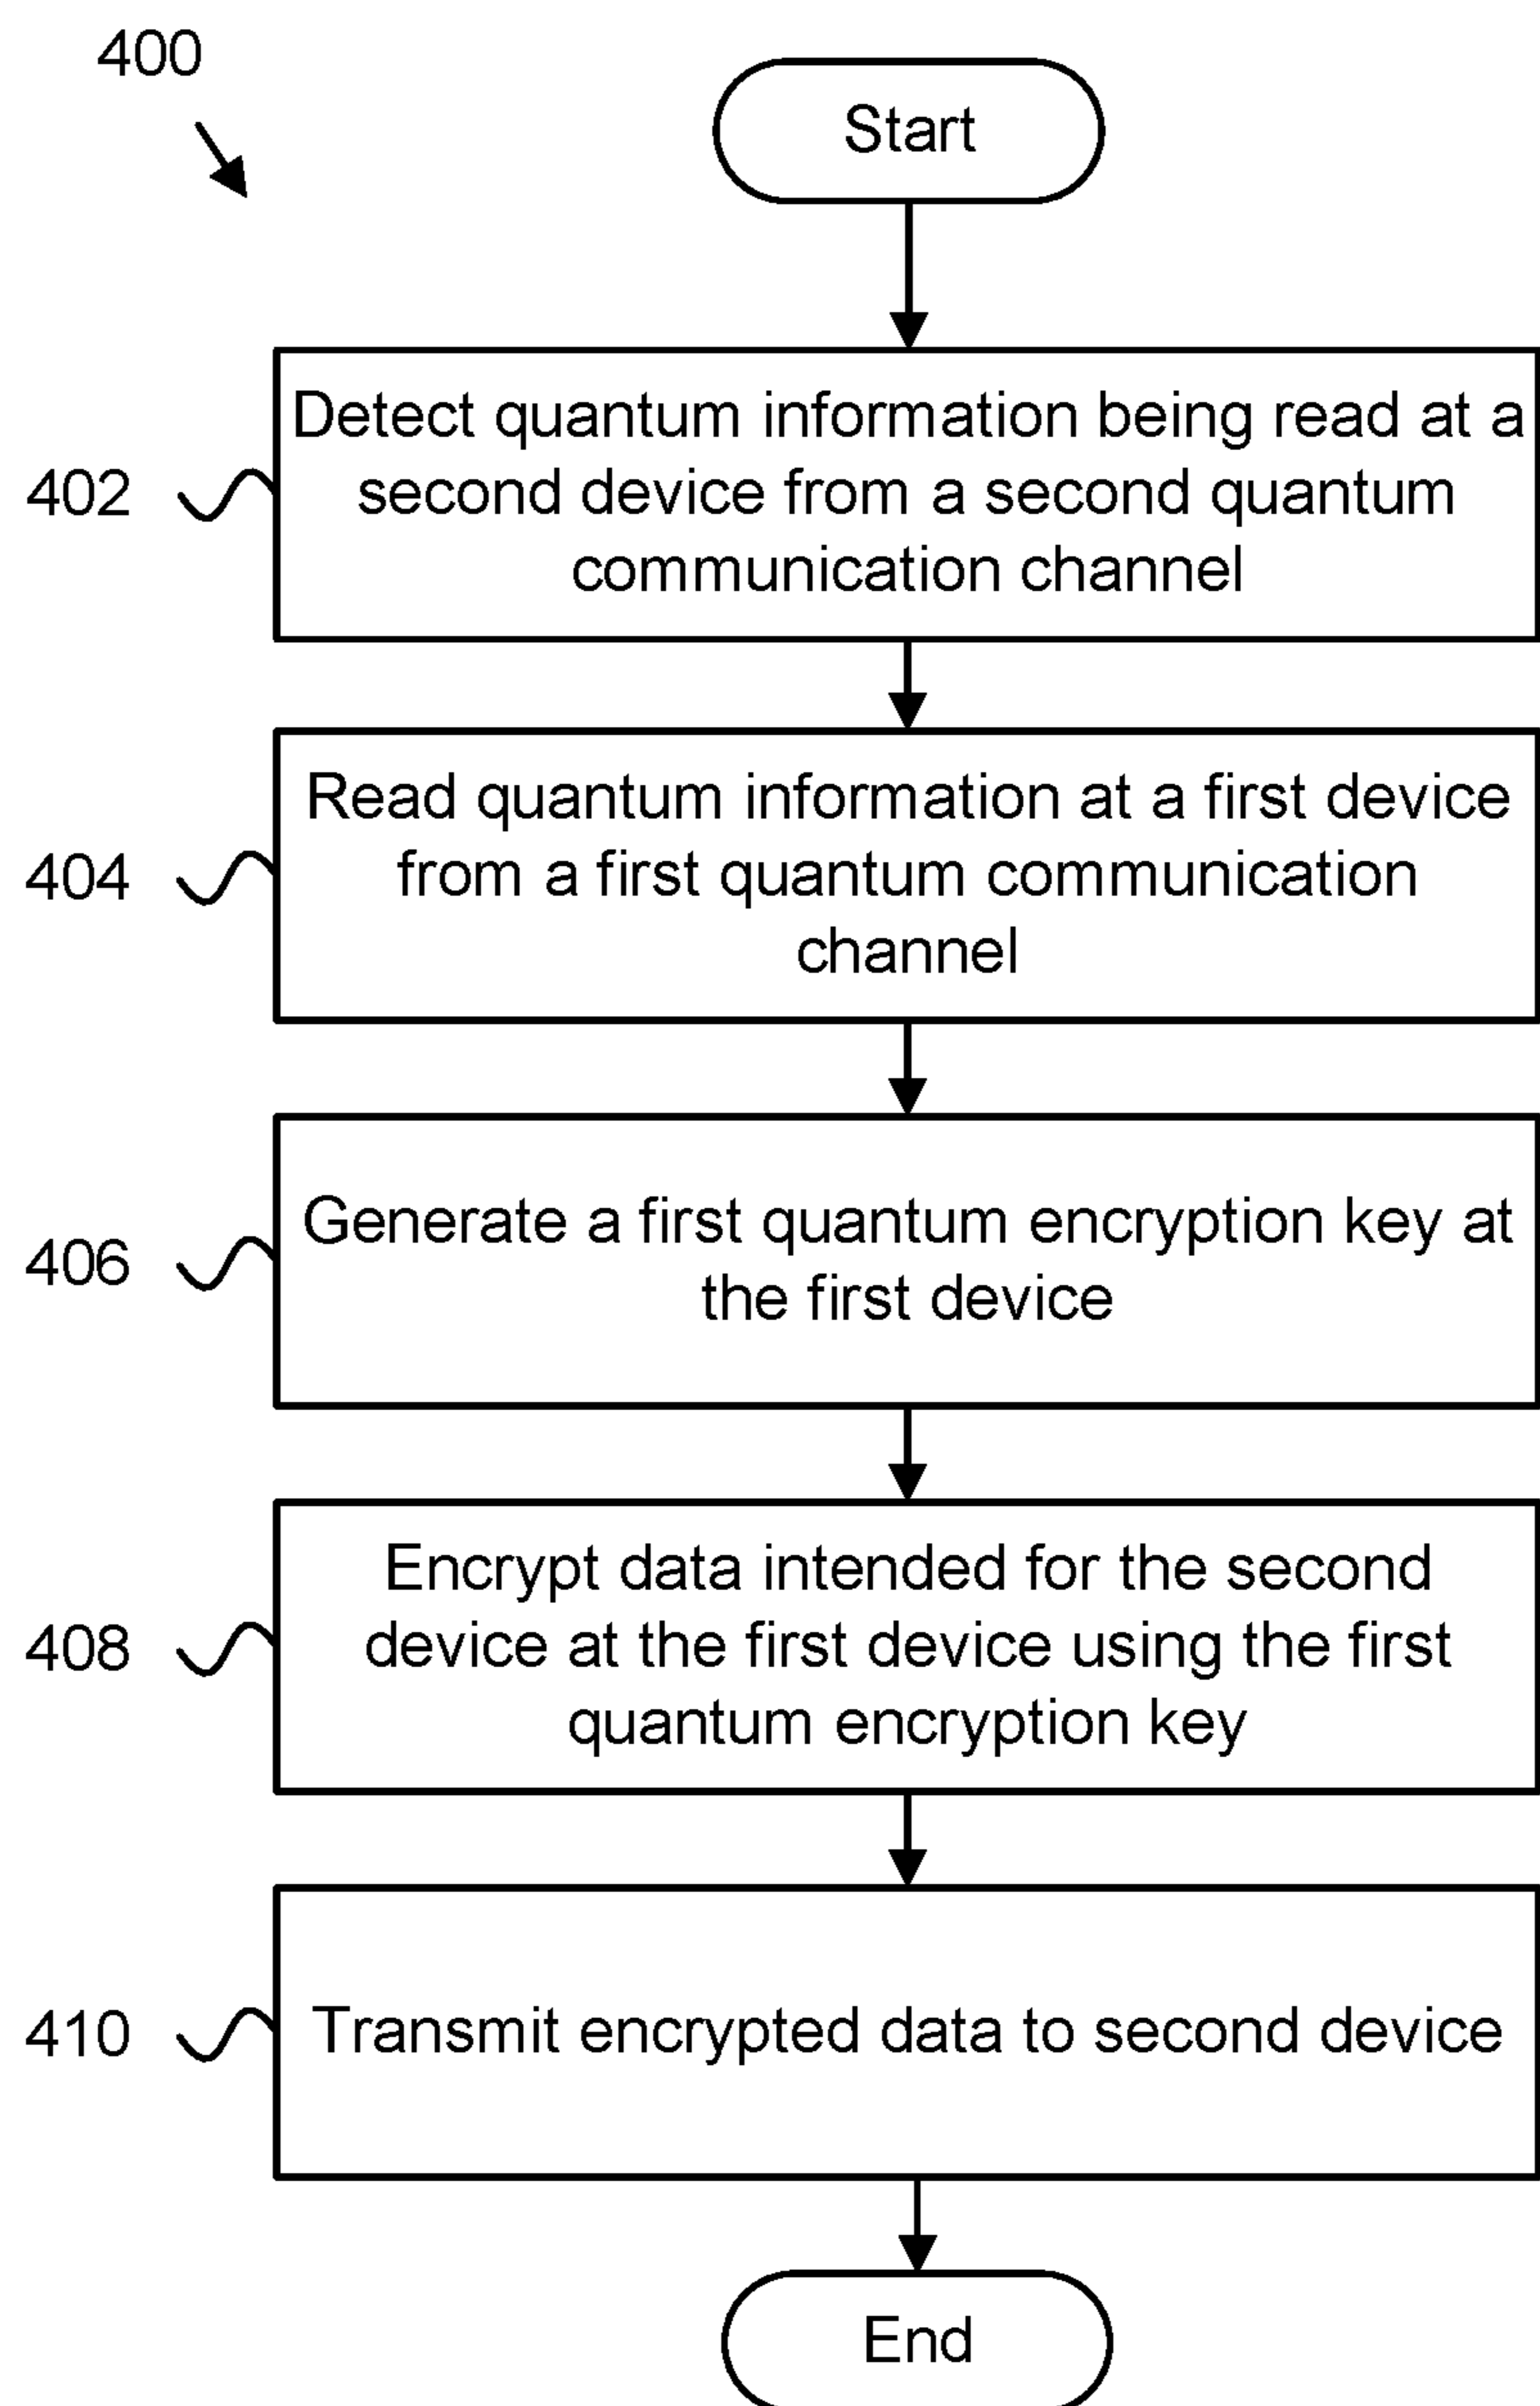 400
Start
402
Detect quantum information being read at a
second device from a second quantum
communication channel
404
Read quantum information at a first device
from a first quantum communication
channel
406
Generate a first quantum encryption key at
the first device
408
Encrypt data intended for the second
device at the first device using the first
quantum encryption key
410
Transmit encrypted data to second device
End